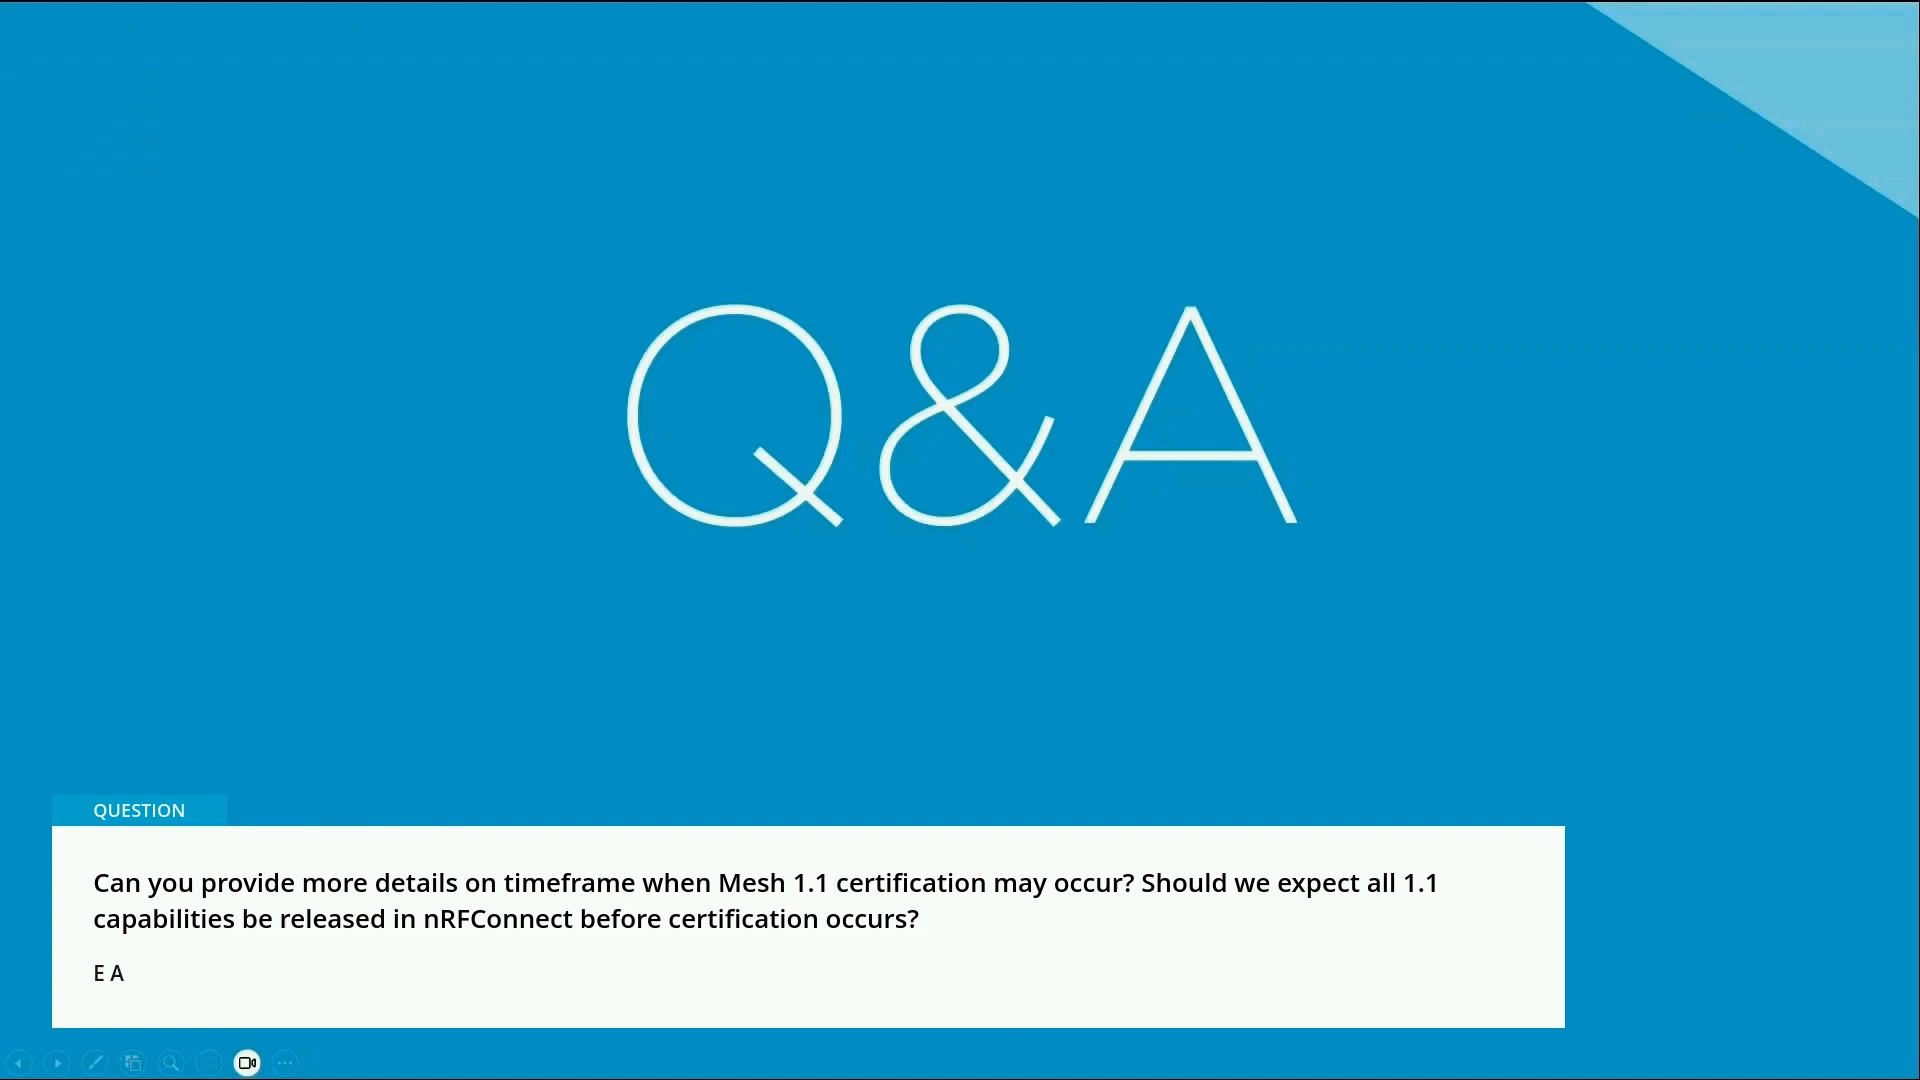 Q&A
QUESTION
Can you provide more details on timeframe when Mesh 1.1 certification may occur? Should we expect all 1.1
capabilities be released in nRFConnect before certification occurs?
E A